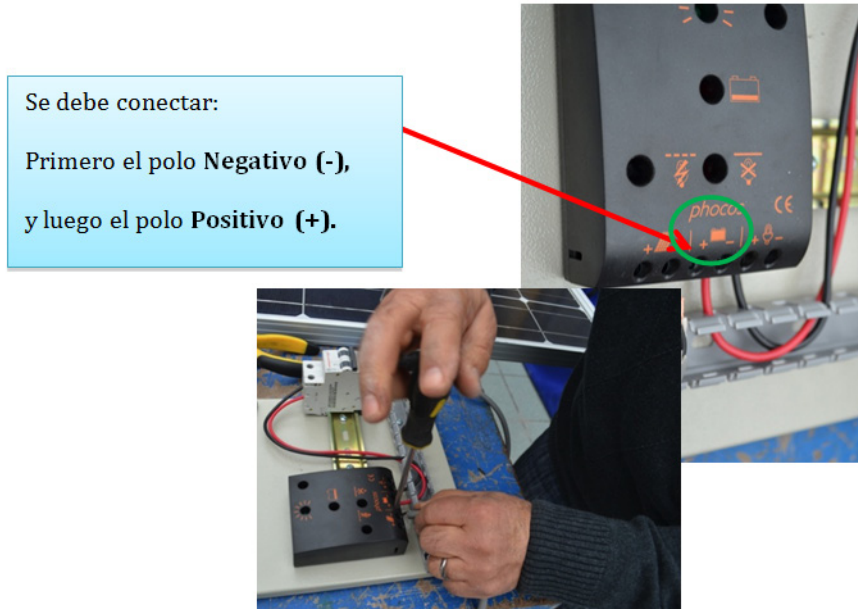 Se debe conectar:
Primero el polo Negativo (-),
y luego el polo Positivo (+).
phocos CE
+ - + -